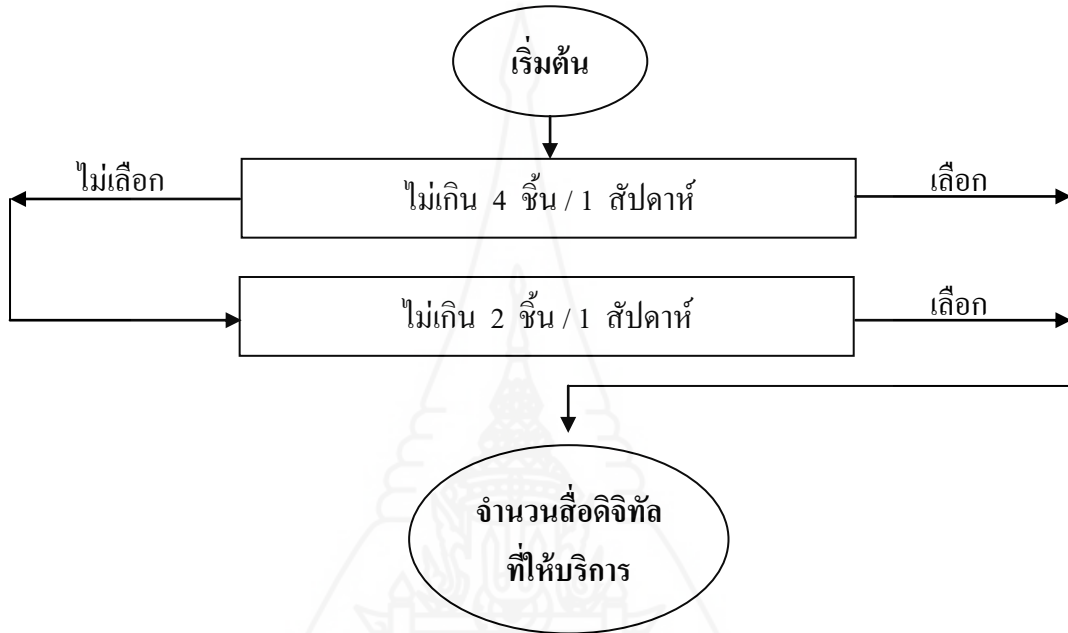 เริ่มต้น
ไม่เลือก
ไม่เกิน 4 ชิ้น / 1 สัปดาห์
เลือก
ไม่เกิน 2 ชิ้น / 1 สัปดาห์
เลือก
จำนวนสื่อดิจิทัล
ที่ให้บริการ